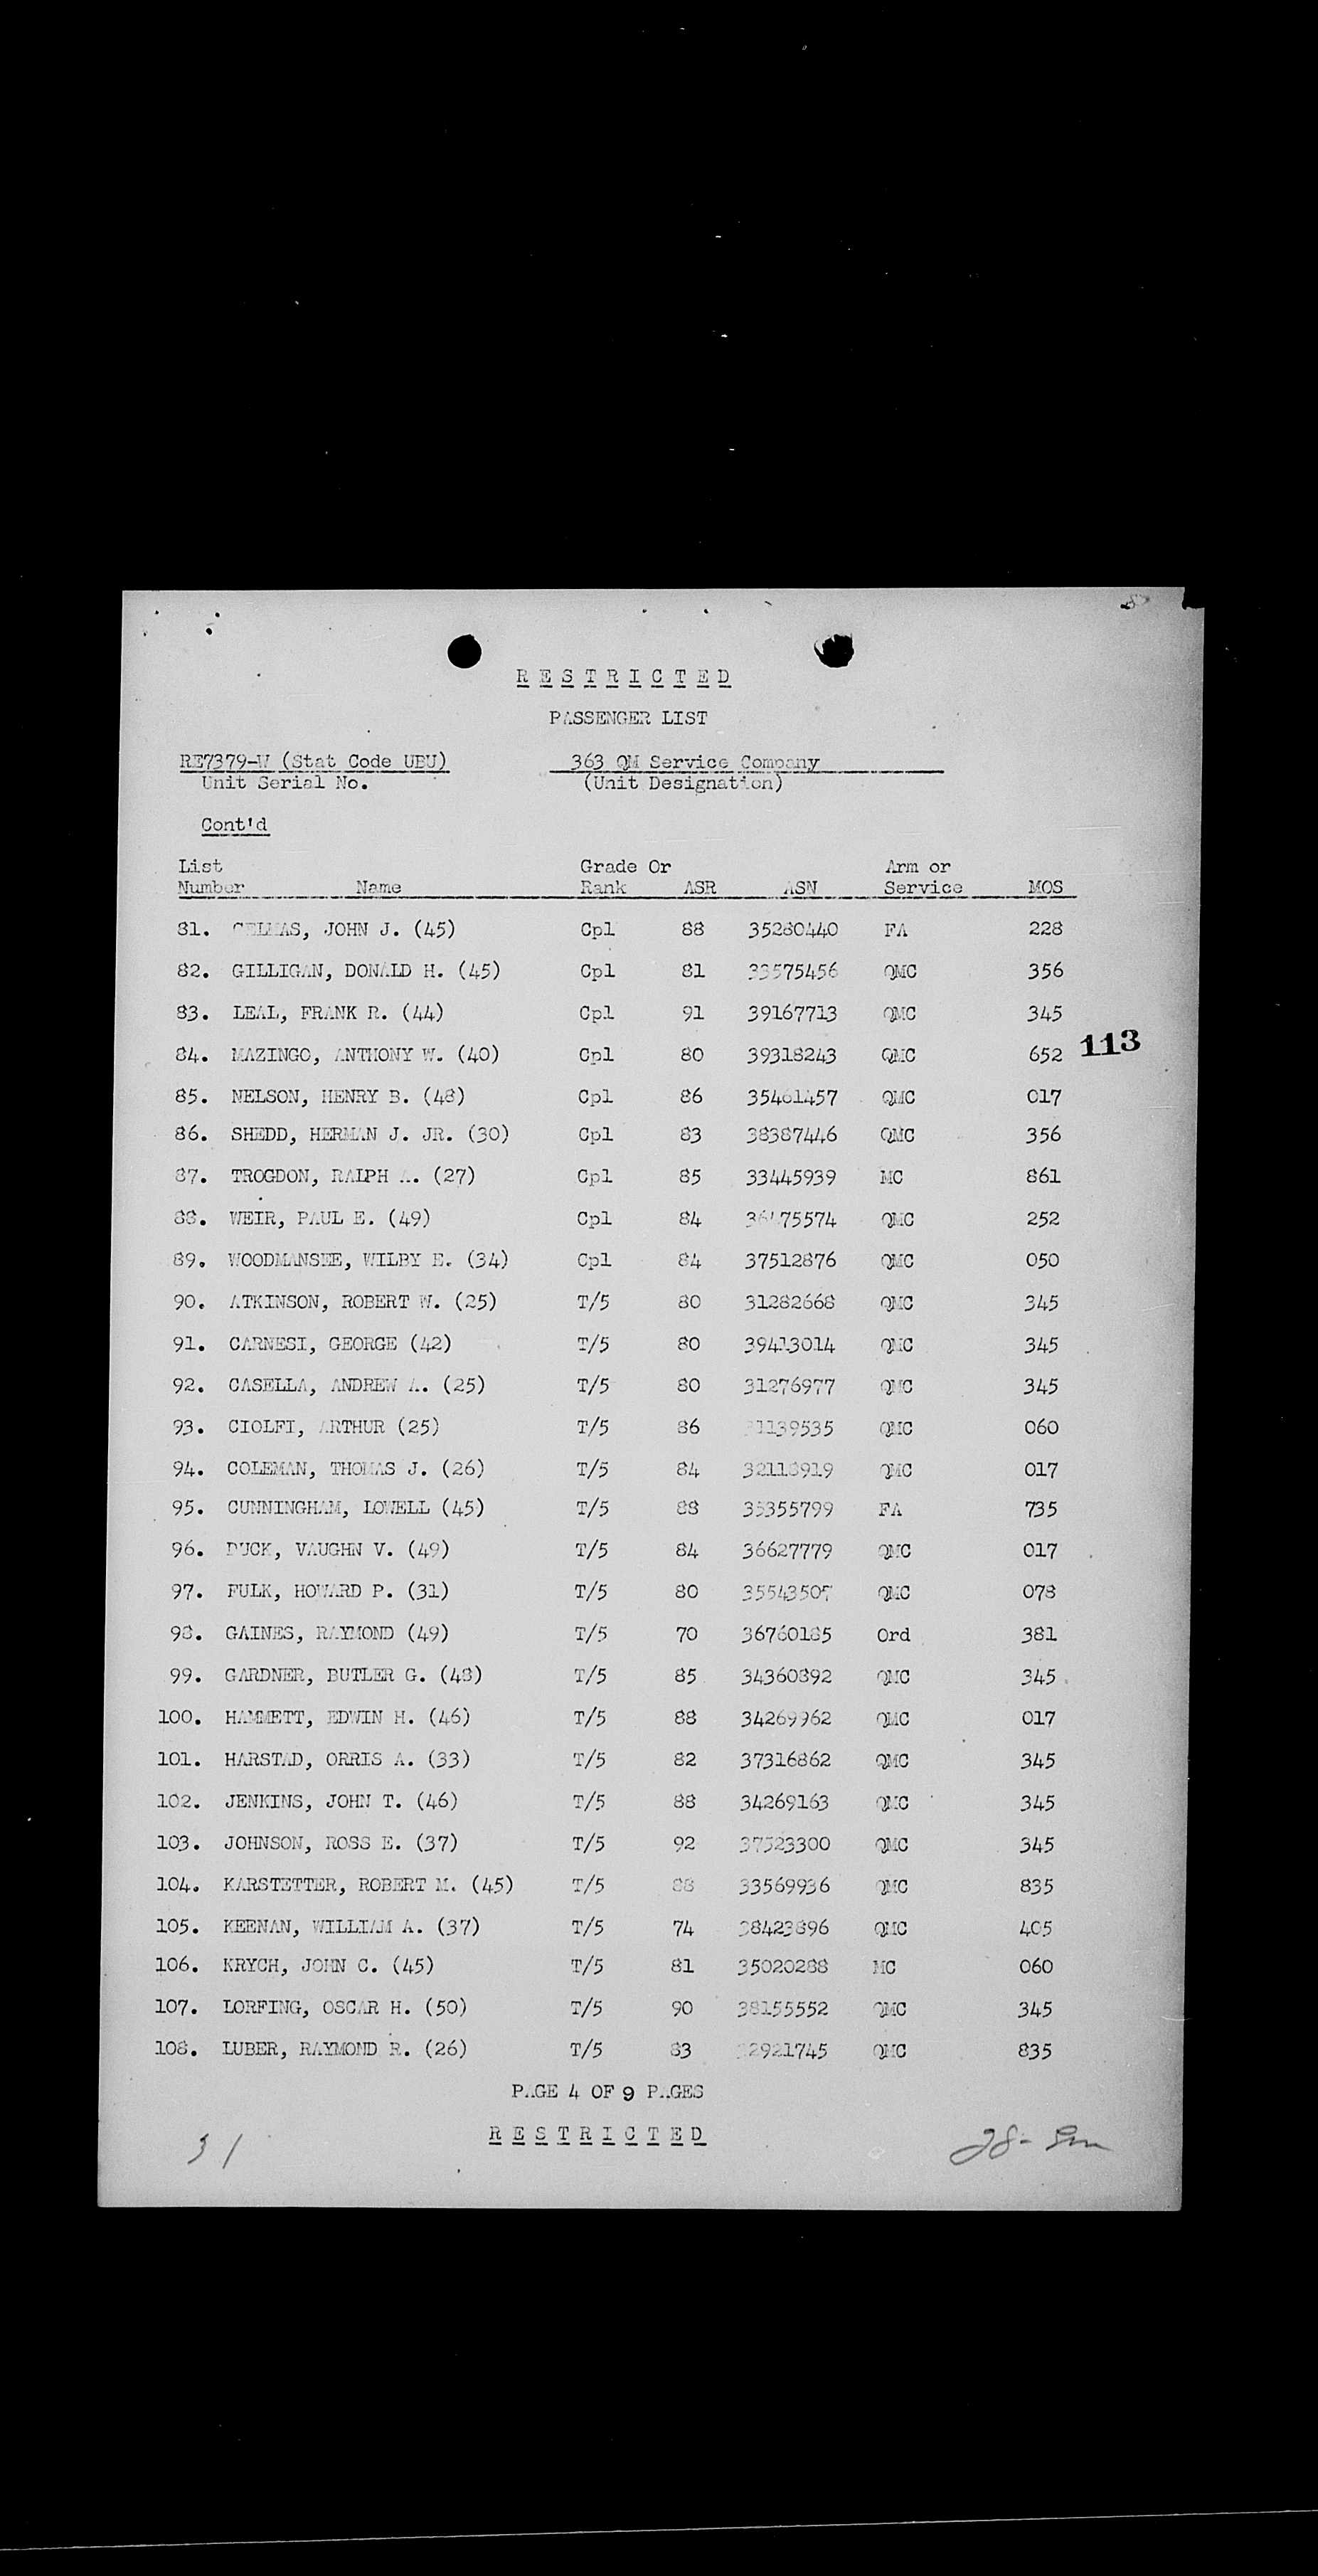 R E S T R I C T E D
PASSENGER LIST
RE7379-W (Stat Code UBU) 363 QM Service Company
Unit Serial No. (Unit Designation)
Cont'd
List Grade Or Arm or
Number Name Rank ASR ASN Service MOS
81. JOHN J. (45) Cpl 88 35280440 FA 228
82. GILLIGAN, DONALD H. (45) Cpl 81 33575456 QMC 356
83. LEAL, FRANK R. (44) Cpl 91 39167713 QMC 345
84. MAZINGO, ANTHONY W. (40) Cpl 80 39318243 QMC 652 113
85. NELSON, HENRY B. (48) Cpl 86 35461457 QMC 017
86. SHEDD, HERMAN J. JR. (30) Cpl 83 38387446 QMC 356
87. TROGDON, RALPH A. (27) Cpl 85 33445939 MC 861
88. WEIR, PAUL E. (49) Cpl 84 QMC 252
89. WOODMANSEE, WILBY E. (34) Cpl 84 37512876 QMC 050
90. ATKINSON, ROBERT W. (25) T/5 80 31282668 QMC 345
91. CARNESI, GEORGE (42) T/5 80 39413014 QMC 345
92. CASELLA, ANDREW A. (25) T/5 80 31276977 QMC 345
93. CIOLFI, ARTHUR (25) T/5 86 31139535 QMC 060
94. COLEMAN, THOMAS J. (26) T/5 84 32118919 QMC 017
95. CUNNINGHAM, LOWELL (45) T/5 88 35355799 FA 735
96. VAUGHN V. (49) T/5 84 36627779 QMC 017
97. FULK, HOWARD P. (31) T/5 80 35543507 QMC 078
98. GAINES, RAYMOND (49) T/5 70 36760185 Ord 381
99. GARDNER, BUTLER G. (48) T/5 85 34360892 QMC 345
100. HAMMETT, EDWIN H. (46) T/5 88 34269962 QMC 017
101. HARSTAD, ORRIS A. (33) T/5 82 37316862 QMC 345
102. JENKINS, JOHN T. (46) T/5 88 34269163 QMC 345
103. JOHNSON, ROSS E. (37) T/5 92 37523300 QMC 345
104. KARSTETTER, ROBERT M. (45) T/5 88 33569936 QMC 835
105. KEENAN, WILLIAM A. (37) T/5 74 38423896 QMC 405
106. KRYCH, JOHN C. (45) T/5 81 35020288 MC 060
107. LORFING, OSCAR H. (50) T/5 90 38155552 QMC 345
108. LUBER, RAYMOND R. (26) T/5 83 32921745 QMC 835
PAGE 4 OF 9 PAGES
R E S T R I C T E D
31